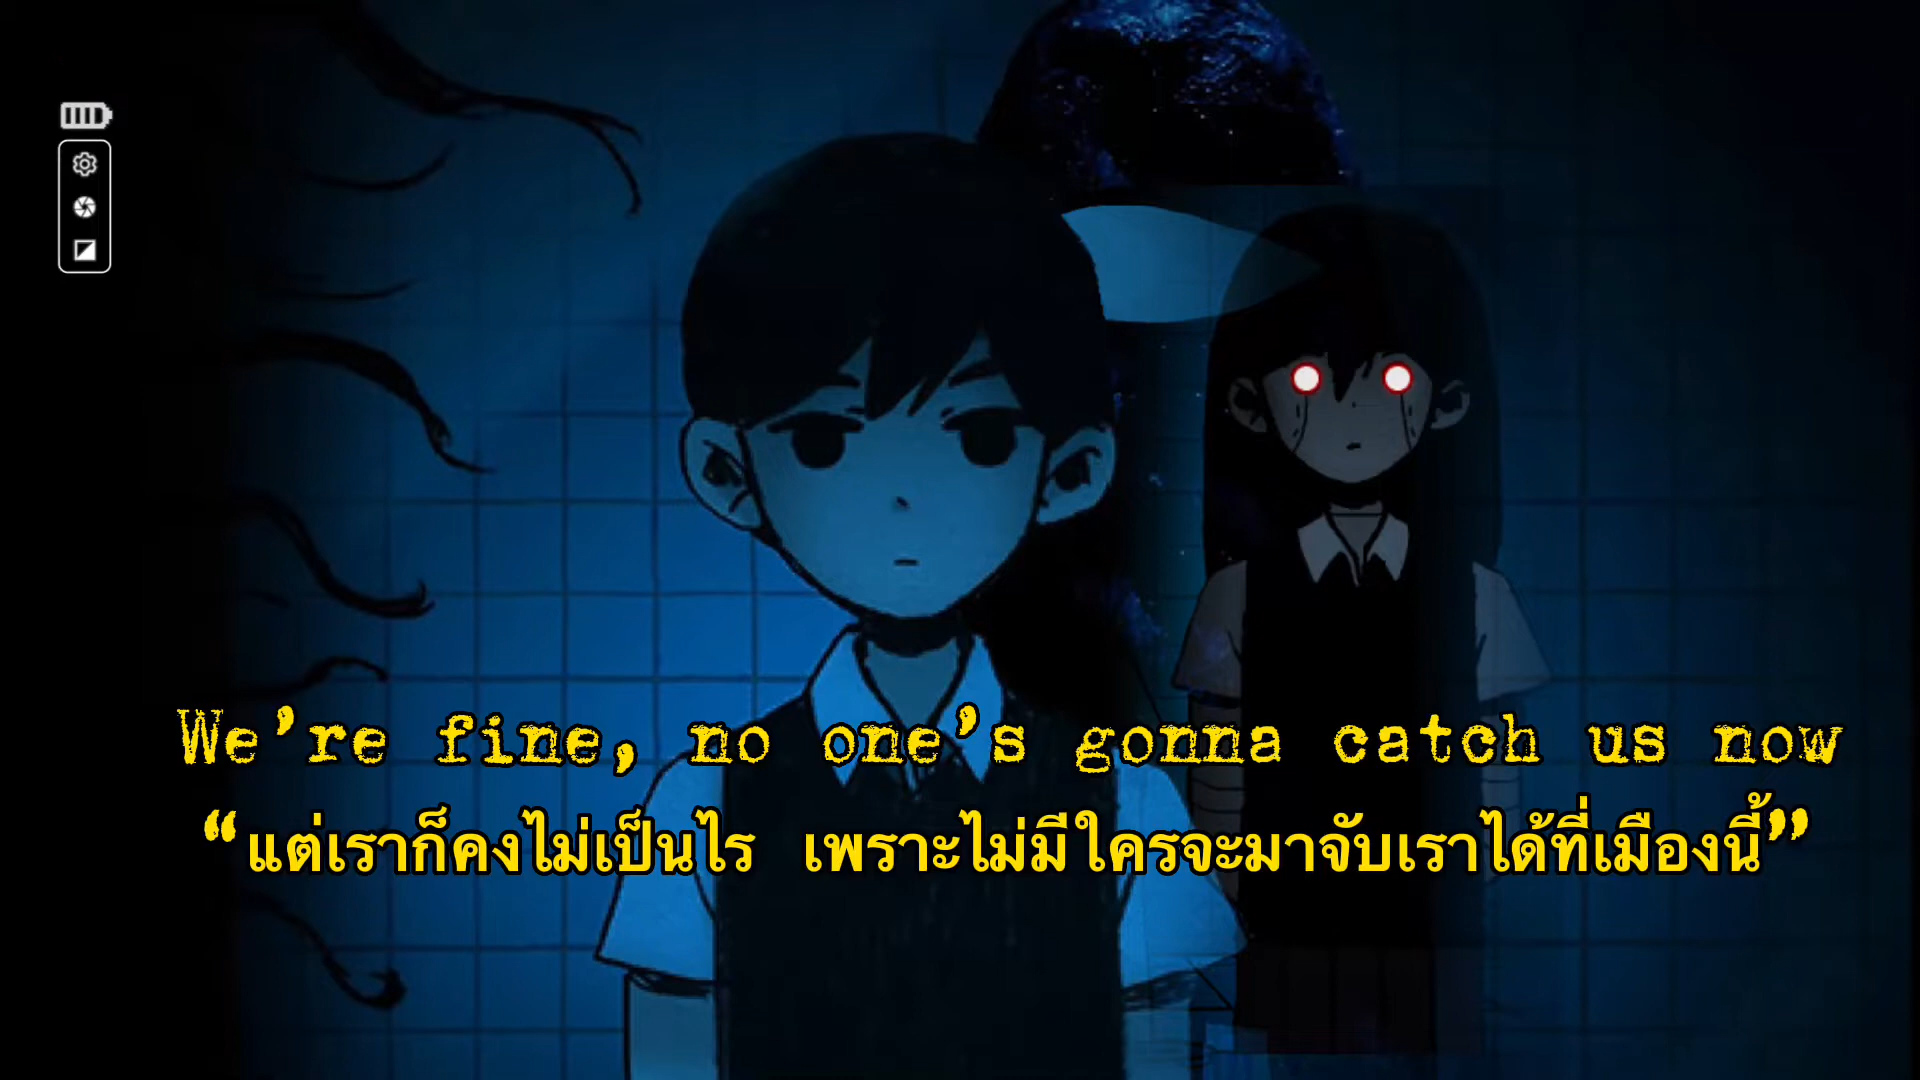 We're fine, no one's gonna catch us now
“แต่เราก็คงไม่เป็นไร เพราะไม่มีใครจะมาจับเราได้ที่เมืองนี้”